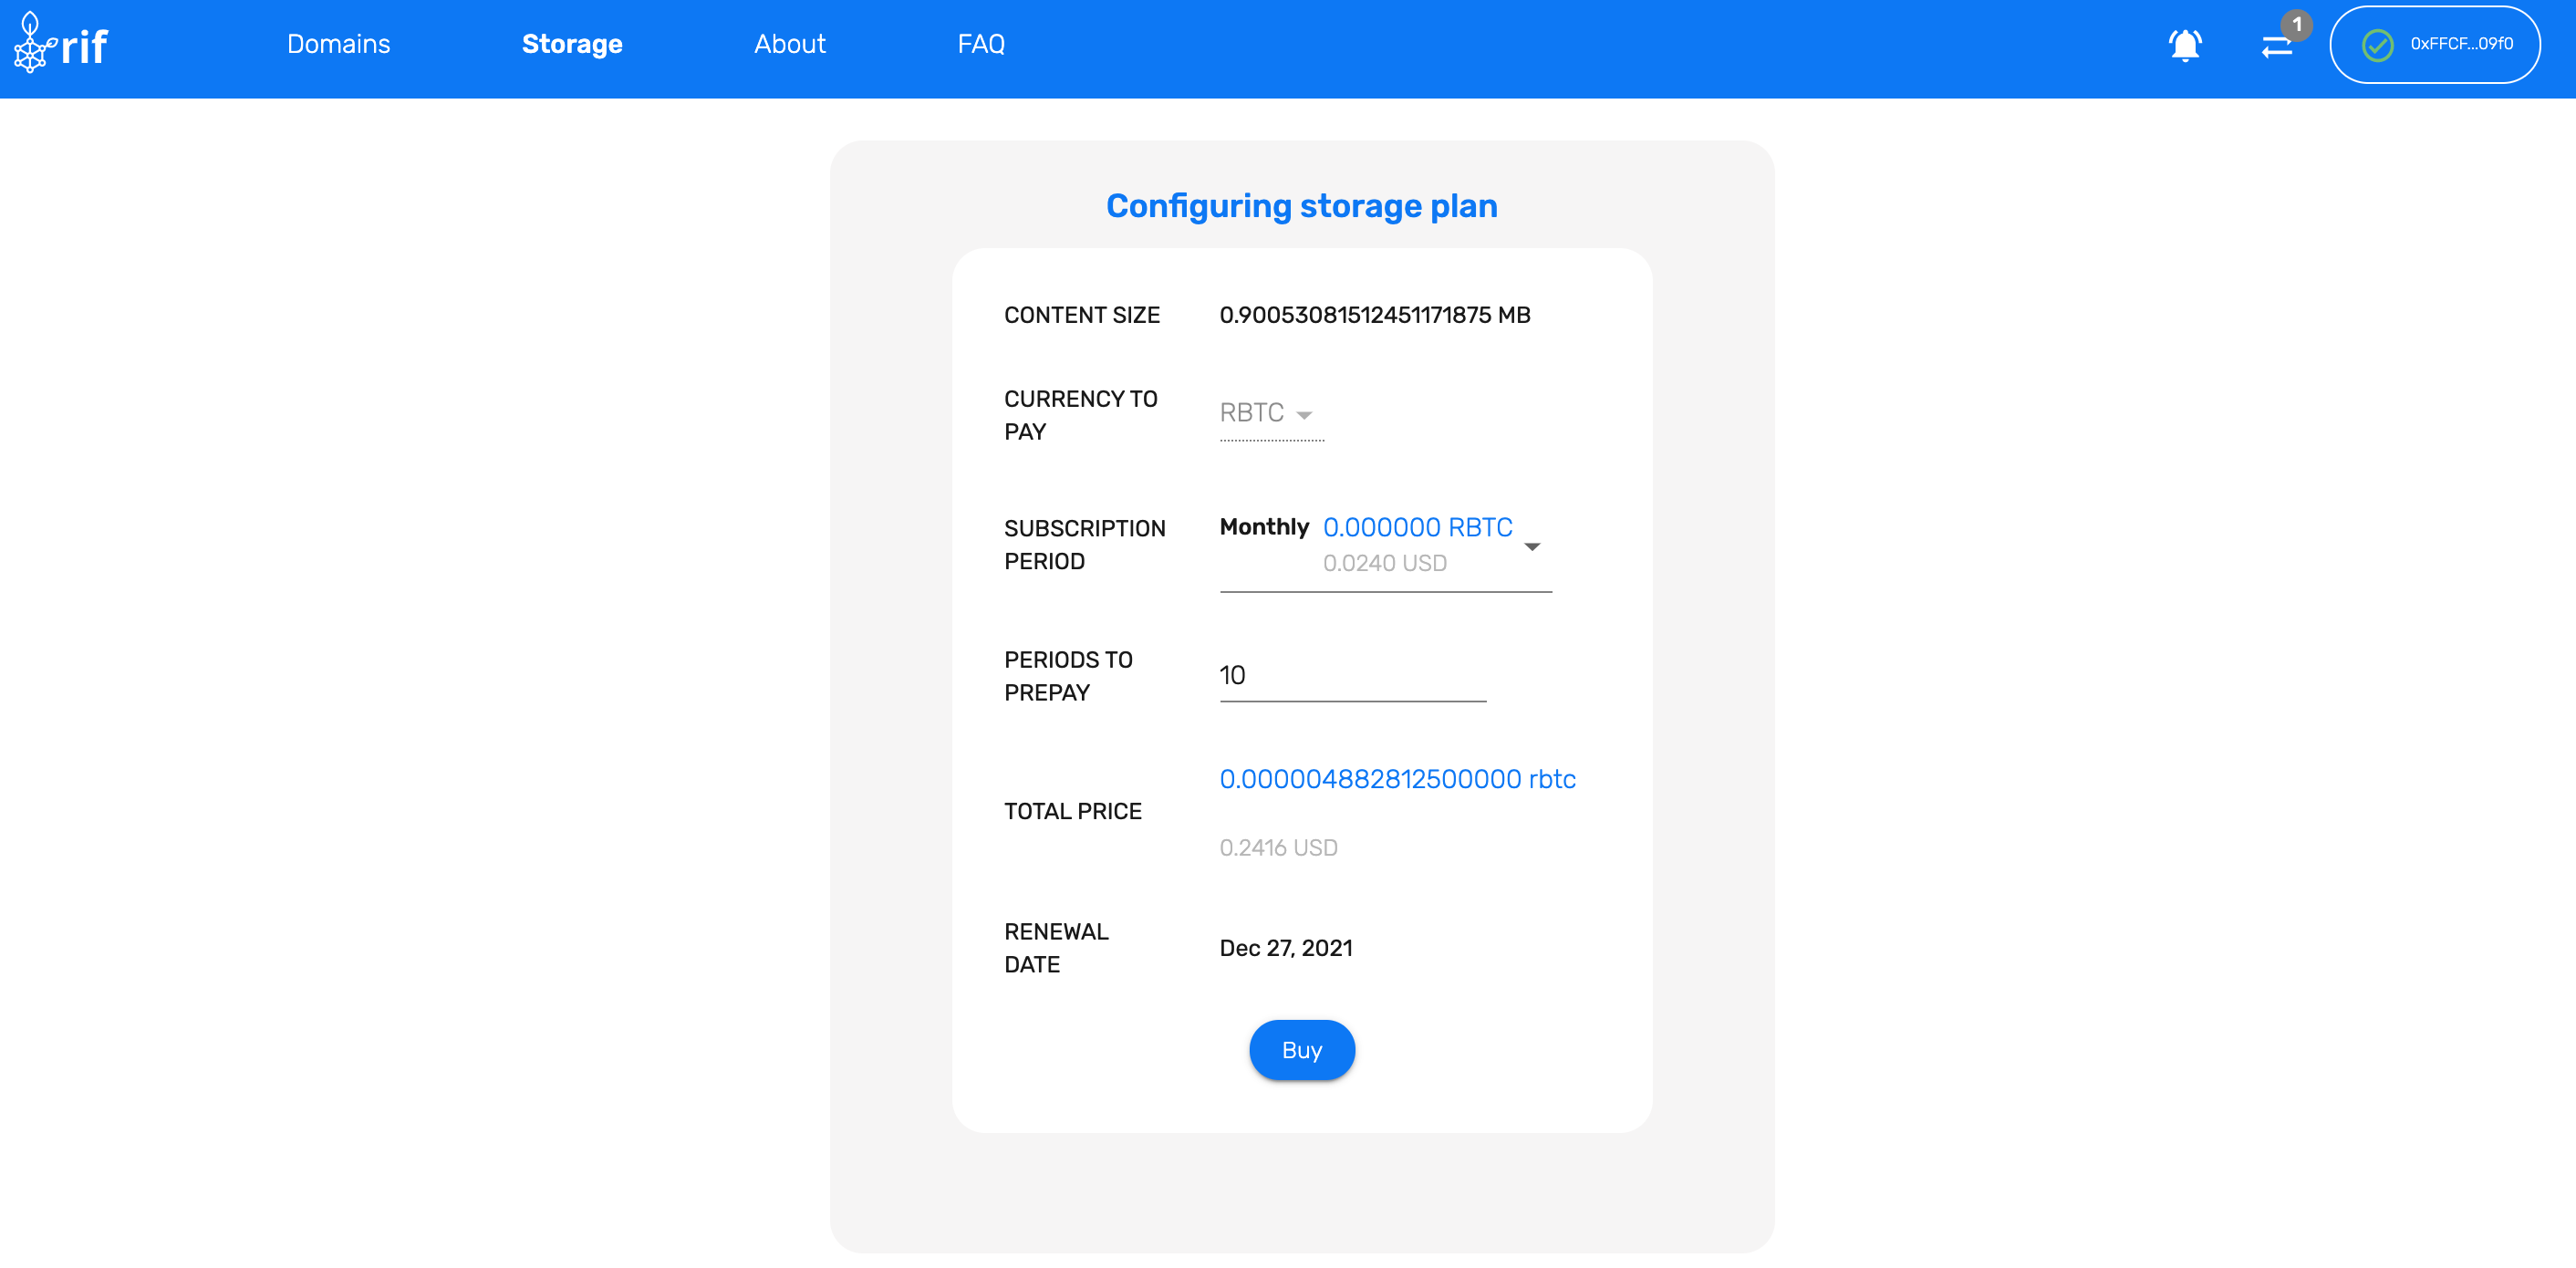 rif
Domains
Storage
About
FAQ
1
0xFFCF...09f0
Configuring storage plan
CONTENT SIZE
0.90053081512451171875 MB
CURRENCY TO
PAY
RBTC
SUBSCRIPTION
PERIOD
Monthly 0.000000 RBTC
0.0240 USD
PERIODS TO
PREPAY
10
TOTAL PRICE
0.000004882812500000 rbtc
0.2416 USD
RENEWAL
DATE
Dec 27, 2021
Buy